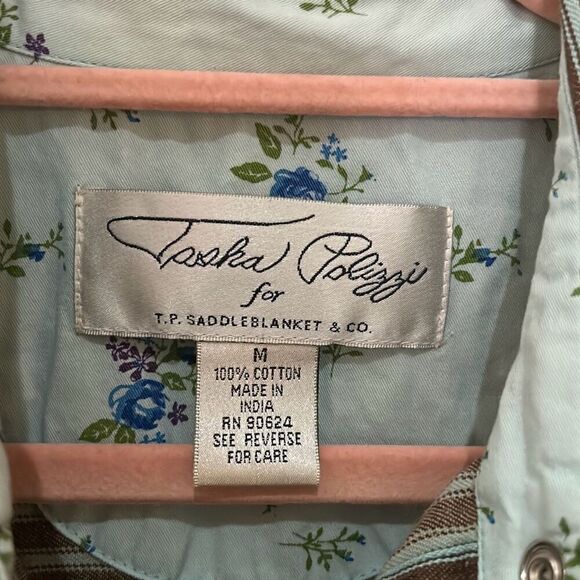 Tasha Polizzi
for
T.P. SADDLEBLANKET & CO.
M
100% COTTON
MADE IN
INDIA
RN 90624
SEE REVERSE
FOR CARE